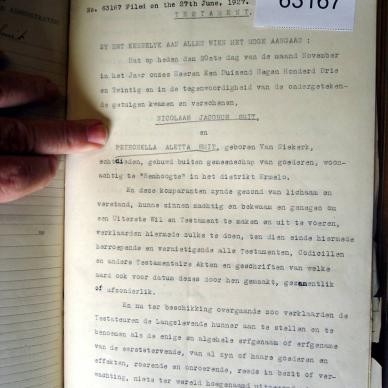 63167
No. 63167 Filed on the 27th June, 1927.
TESTAMENT.
ZY HET KENNELYK AAN ALLEN WIEN HET MOGE AANGAAN :
Dat op heden den 20ste dag van de maand November
in het Jaar onzes Heeren Een Duizend Negen Honderd Drie
en Twintig en in de tegenwoordigheid van de ondergeteken-
de getuigen kwamen en verschenen,
NICOLAAS JACOBUS SMIT,
en
PETRONELLA ALETTA SMIT, geboren Van Niekerk,
echtelieden, gehuwd buiten gemeenschap van goederen, woon-
achtig te "Hemhoogte" in het distrikt Ermelo.
En deze komparanten zynde gezond van lichaam en
verstand, hunne zinnen machtig en bekwaam en genegen om
een Uiterste Wil en Testament te maken en uit te voeren,
verklaarden hiermede zulks te doen, ten dien einde hiermede
herroepende en vernietigende alle Testamenten, Codicillen
en andere Testamentaire Akten en geschriften van welke
aard ook voor datum dezes door hen gemaakt, gezamentlik
of afzonderlik.
En nu ter beschikking overgaande zoo verklaarden de
Testateuren de Langstlevende hunner aan te stellen en te
benoemen als de enige en algehele erfgenaam of erfgename
van de eerststervende, van al zyn of hare goederen en
effekten, roerende en onroerende, reeds in bezit of ver-
wachting, niets ter wereld hoegenaamd uitgezonderd